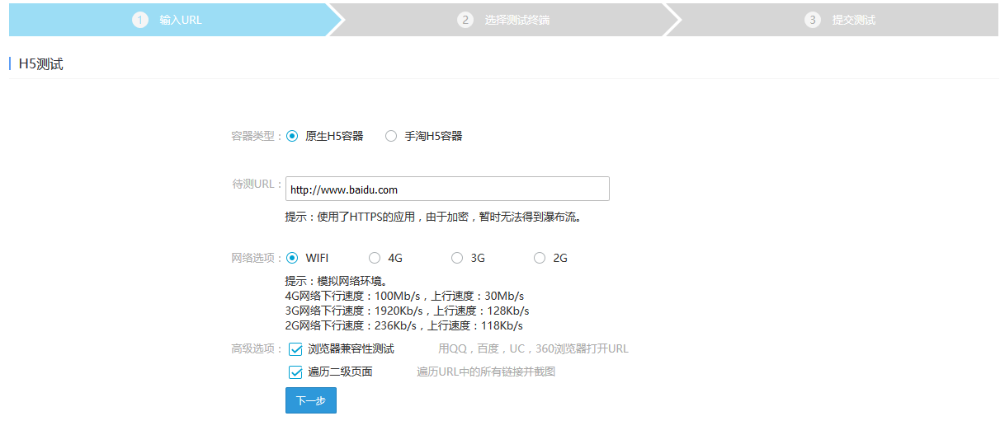 1 输入URL 2 选择测试终端 3 提交测试
H5测试
容器类型： 原生H5容器 手淘H5容器
待测URL： http://www.baidu.com
提示：使用了HTTPS的应用，由于加密，暂时无法得到瀑布流。
网络选项： WIFI 4G 3G 2G
提示：模拟网络环境。
4G网络下行速度：100Mb/s，上行速度：30Mb/s
3G网络下行速度：1920Kb/s，上行速度：128Kb/s
2G网络下行速度：236Kb/s，上行速度：118Kb/s
高级选项： 浏览器兼容性测试 用QQ，百度，UC，360浏览器打开URL
遍历二级页面 遍历URL中的所有链接并截图
下一步